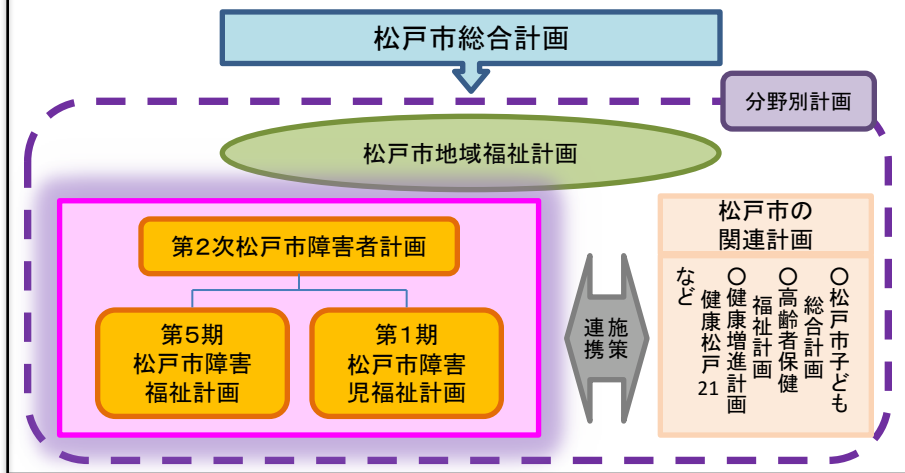 松戸市総合計画
分野別計画
松戸市地域福祉計画
第2次松戸市障害者計画
第5期
松戸市障害
福祉計画
第1期
松戸市障害
児福祉計画
施策
連携
松戸市の
関連計画
○松戸市子ども
総合計画
○高齢者保健
福祉計画
○健康増進計画
健康松戸21
など